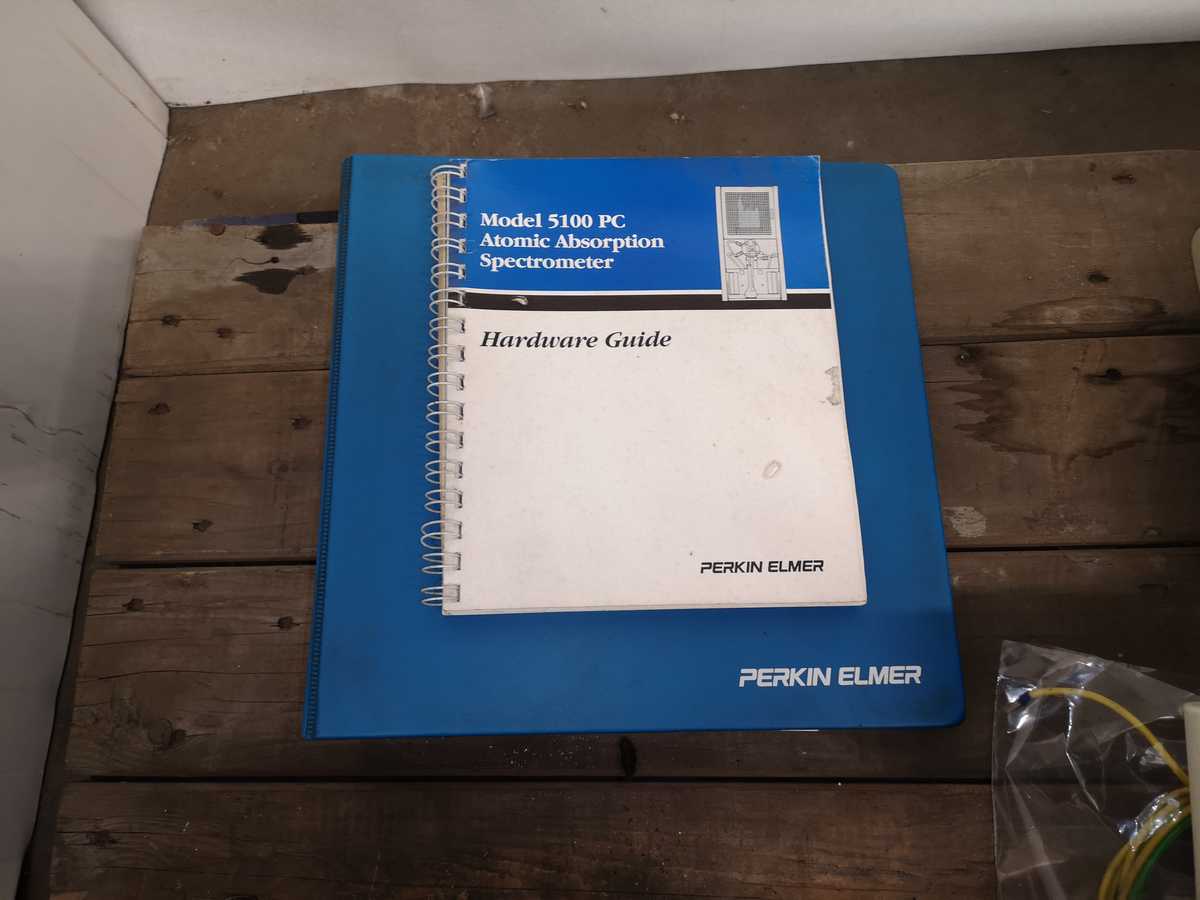 Model 5100 PC
Atomic Absorption
Spectrometer
Hardware Guide
PERKIN ELMER
PERKIN ELMER